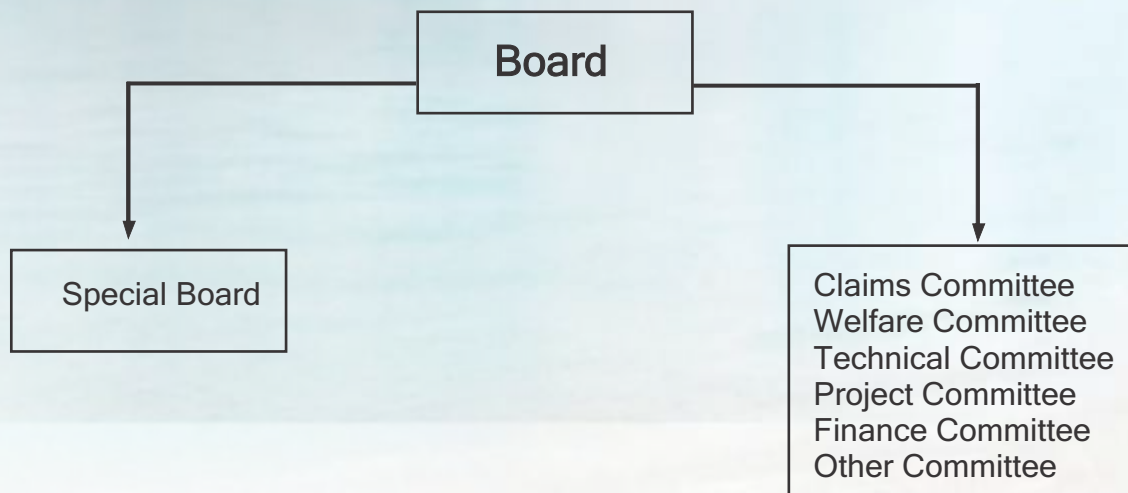 Board
Special Board
Claims Committee
Welfare Committee
Technical Committee
Project Committee
Finance Committee
Other Committee